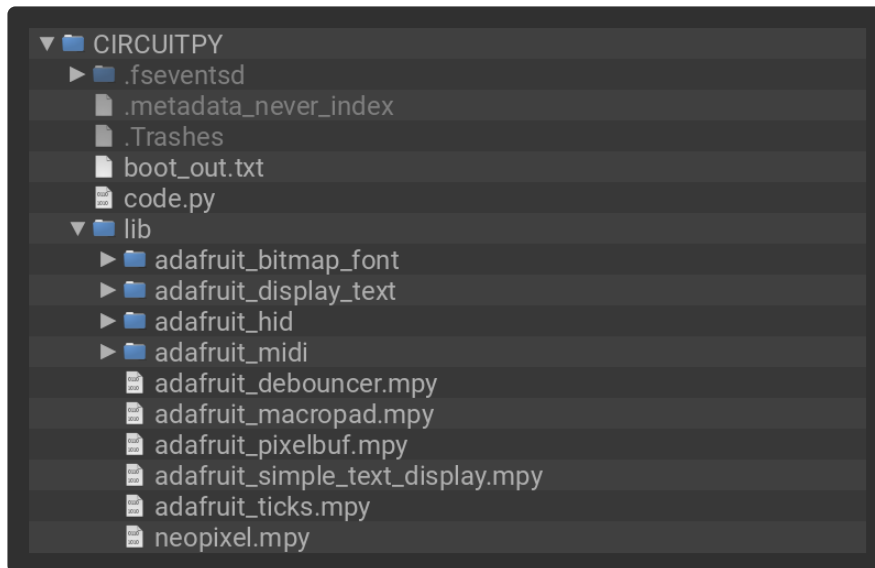 CIRCUITPY
.fseventsd
.metadata_never_index
.Trashes
boot_out.txt
code.py
lib
adafruit_bitmap_font
adafruit_display_text
adafruit_hid
adafruit_midi
adafruit_debouncer.mpy
adafruit_macropad.mpy
adafruit_pixelbuf.mpy
adafruit_simple_text_display.mpy
adafruit_ticks.mpy
neopixel.mpy